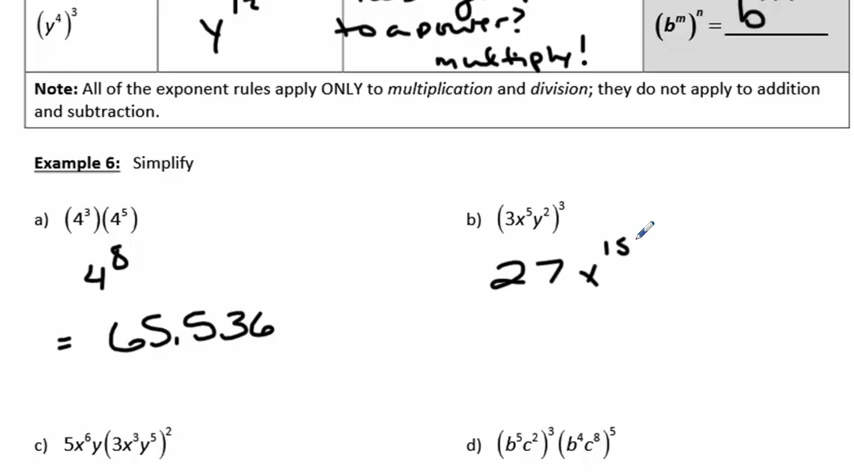 (y⁴)³ y¹² to a power? (bᵐ)ⁿ = b
multiply!
Note: All of the exponent rules apply ONLY to multiplication and division; they do not apply to addition
and subtraction.
Example 6: Simplify
a) (4³)(4⁵) b) (3x⁵y²)³
4⁸ 27x¹⁵
= 65,536
c) 5x⁶y(3x³y⁵)² d) (b⁵c²)³(b⁴c⁸)⁵